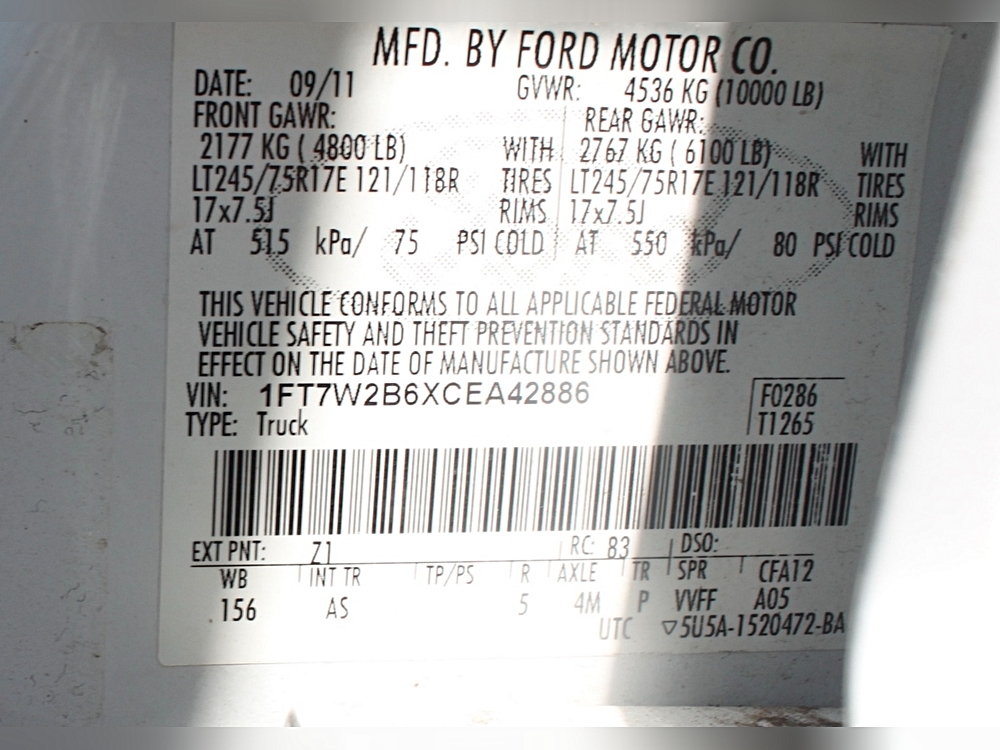 MFD. BY FORD MOTOR CO.
DATE: 09/11 GVWR: 4536 KG (10000 LB)
FRONT GAWR: REAR GAWR:
2177 KG ( 4800 LB) WITH 2767 KG ( 6100 LB) WITH
LT245/75R17E 121/118R TIRES LT245/75R17E 121/118R TIRES
17x7.5J RIMS 17x7.5J RIMS
AT 515 kPa/ 75 PSI COLD AT 550 kPa/ 80 PSI COLD
THIS VEHICLE CONFORMS TO ALL APPLICABLE FEDERAL MOTOR
VEHICLE SAFETY AND THEFT PREVENTION STANDARDS IN
EFFECT ON THE DATE OF MANUFACTURE SHOWN ABOVE.
VIN: 1FT7W2B6XCEA42886 F0286
TYPE: Truck T1265
EXT PNT: Z1 RC: 83 DSO:
WB INT TR TP/PS R AXLE TR SPR CFA12
156 AS 5 4M P VVFF A05
UTC ▽5U5A-1520472-BA